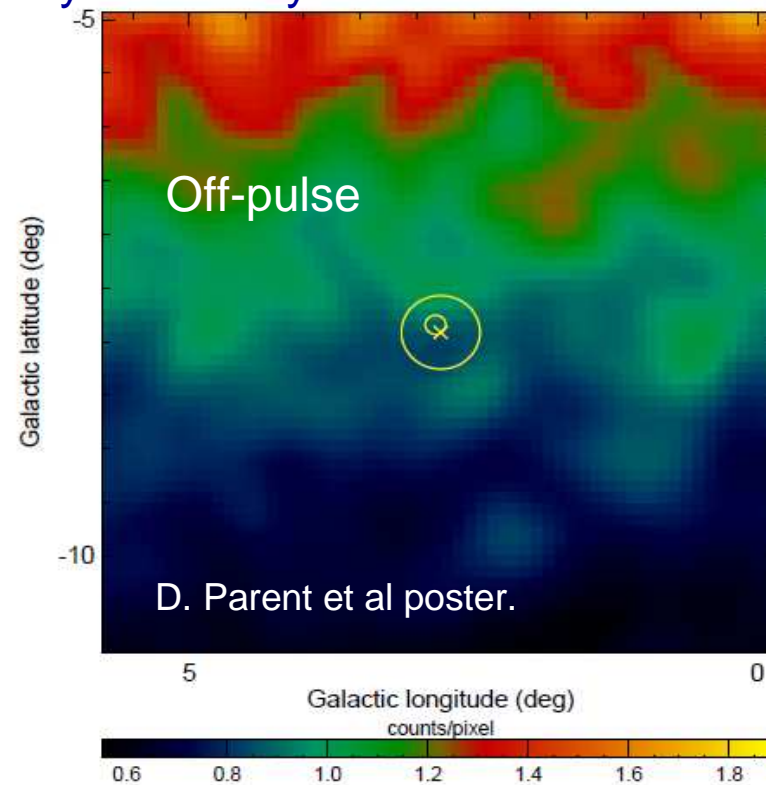 -5
Off-pulse
Galactic latitude (deg)
-10
D. Parent et al poster.
5 0
Galactic longitude (deg)
counts/pixel
0.6 0.8 1.0 1.2 1.4 1.6 1.8